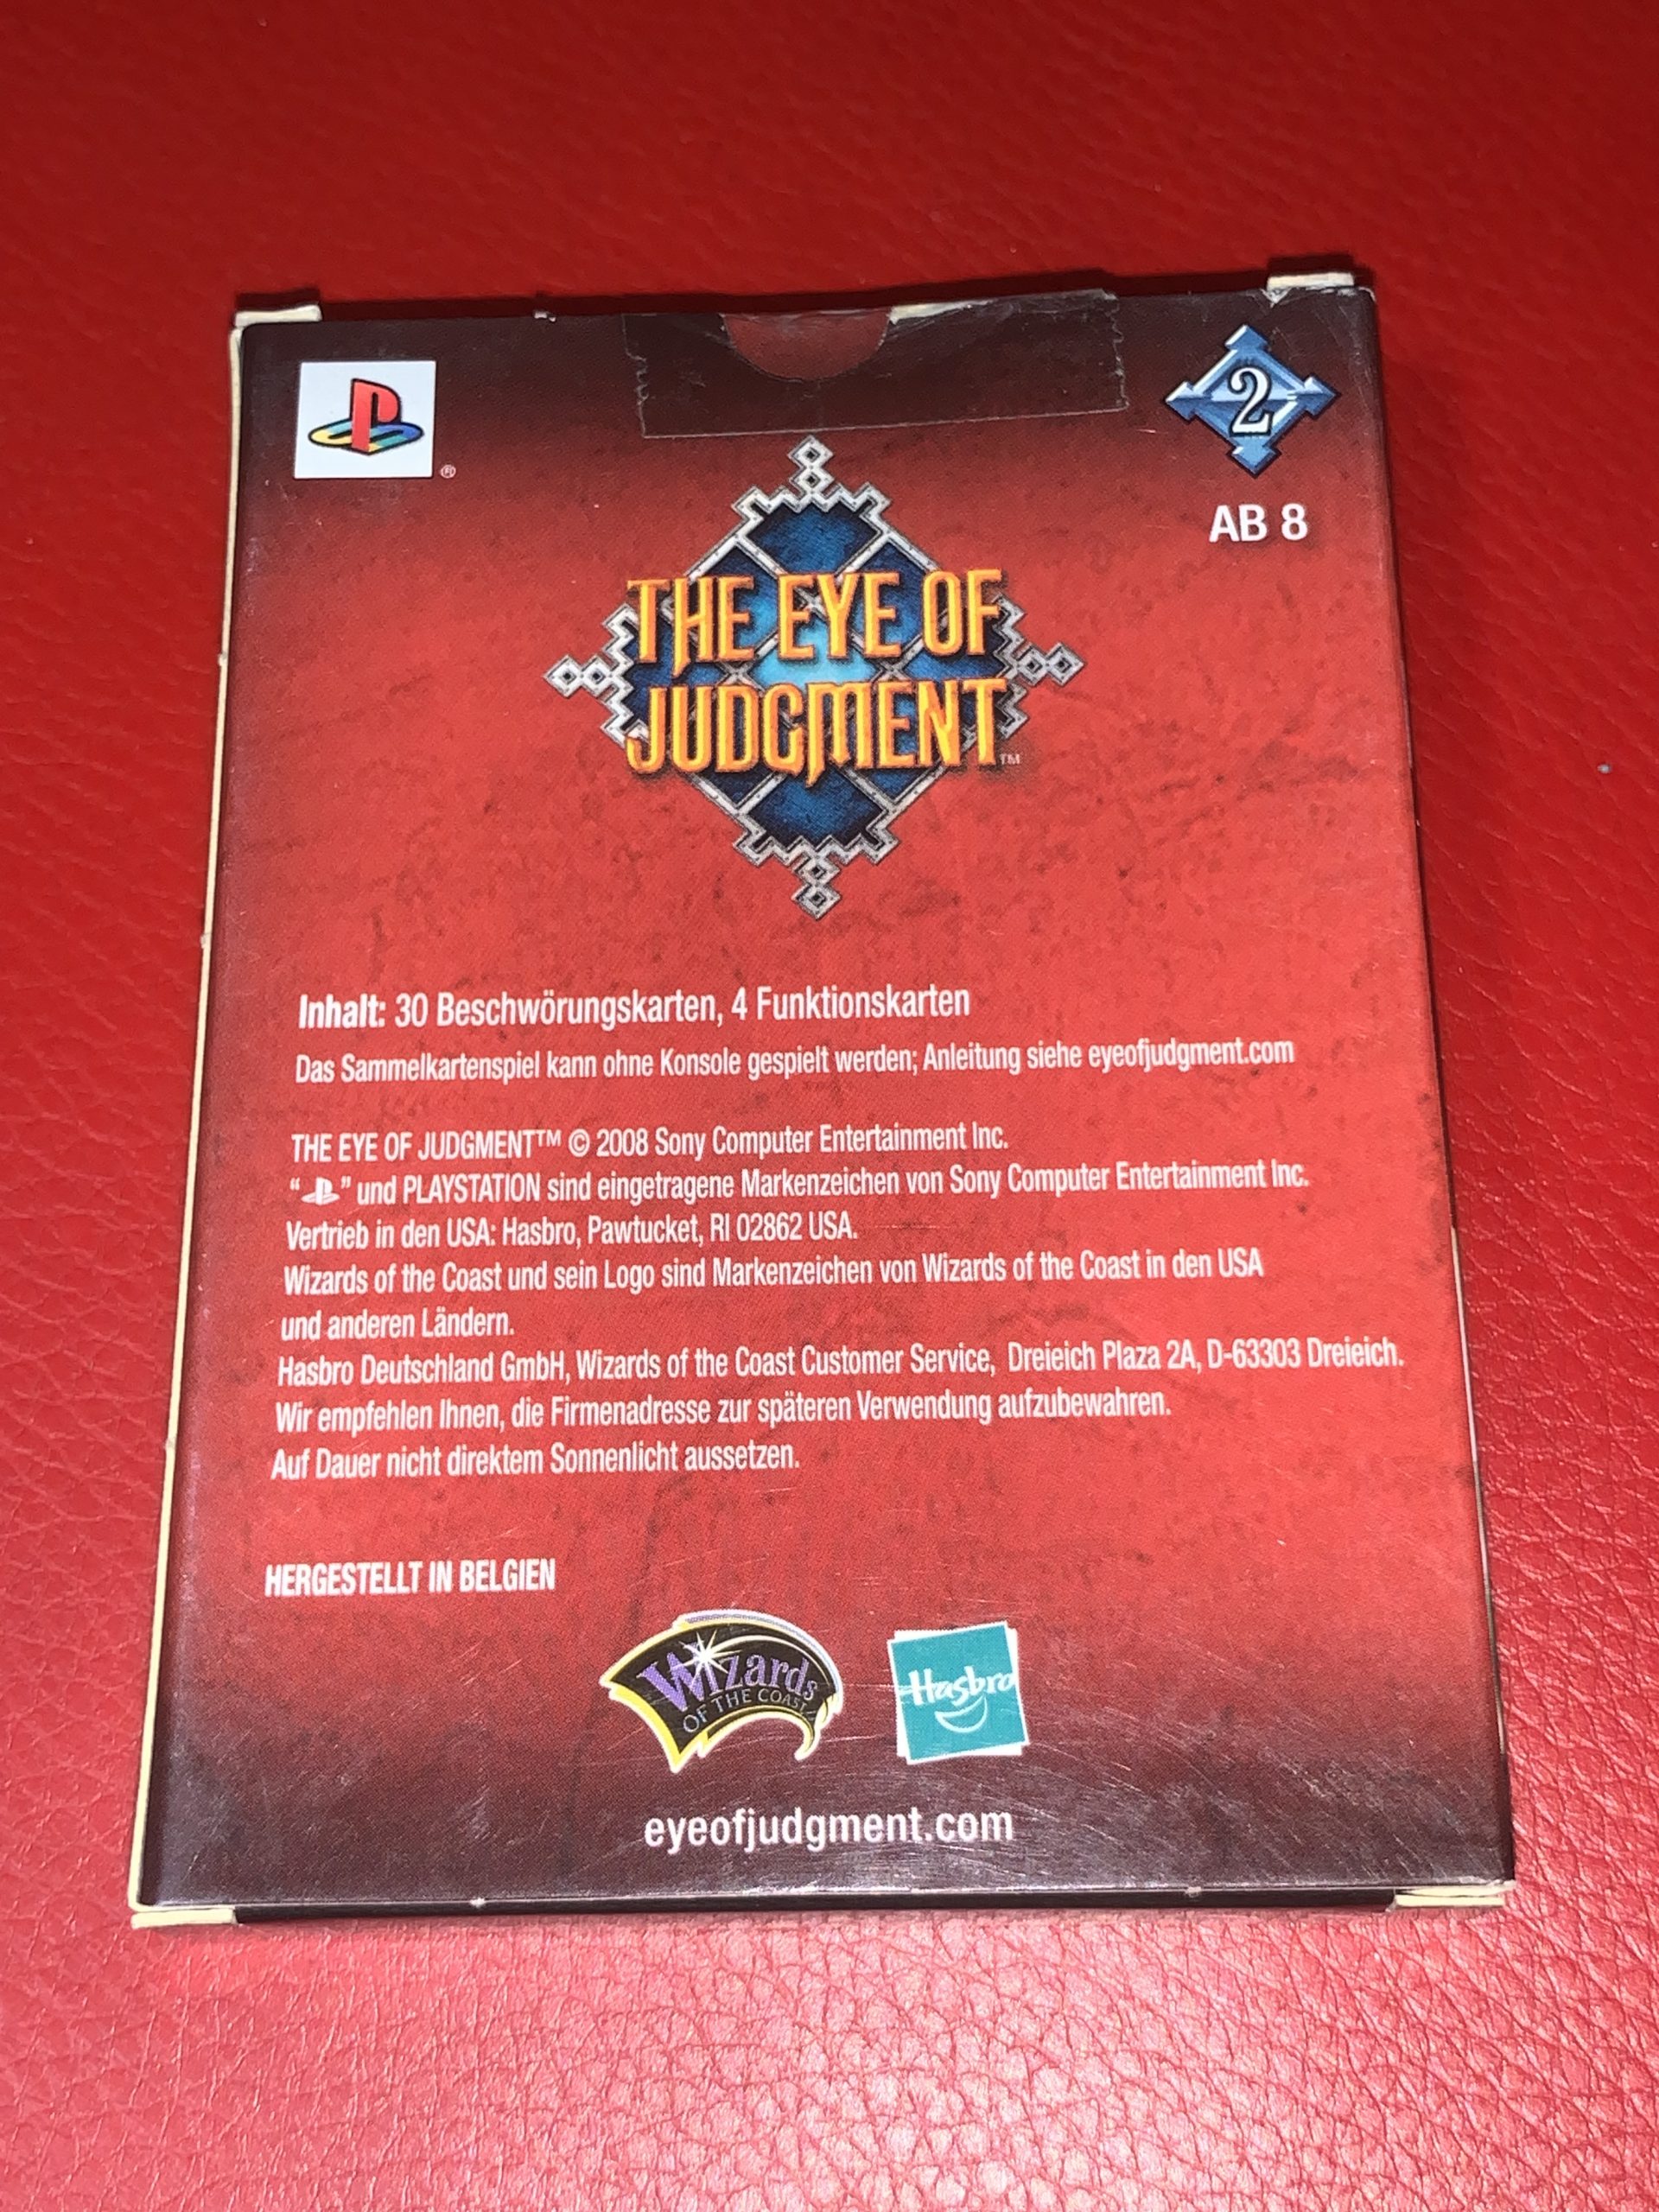 ®
2
AB 8
THE EYE OF
JUDGMENT™
Inhalt: 30 Beschwörungskarten, 4 Funktionskarten
Das Sammelkartenspiel kann ohne Konsole gespielt werden; Anleitung siehe eyeofjudgment.com
THE EYE OF JUDGMENT™ © 2008 Sony Computer Entertainment Inc.
“ ” und PLAYSTATION sind eingetragene Markenzeichen von Sony Computer Entertainment Inc.
Vertrieb in den USA: Hasbro, Pawtucket, RI 02862 USA.
Wizards of the Coast und sein Logo sind Markenzeichen von Wizards of the Coast in den USA
und anderen Ländern.
Hasbro Deutschland GmbH, Wizards of the Coast Customer Service, Dreieich Plaza 2A, D-63303 Dreieich.
Wir empfehlen Ihnen, die Firmenadresse zur späteren Verwendung aufzubewahren.
Auf Dauer nicht direktem Sonnenlicht aussetzen.
HERGESTELLT IN BELGIEN
Wizards
OF THE COAST
Hasbro
eyeofjudgment.com